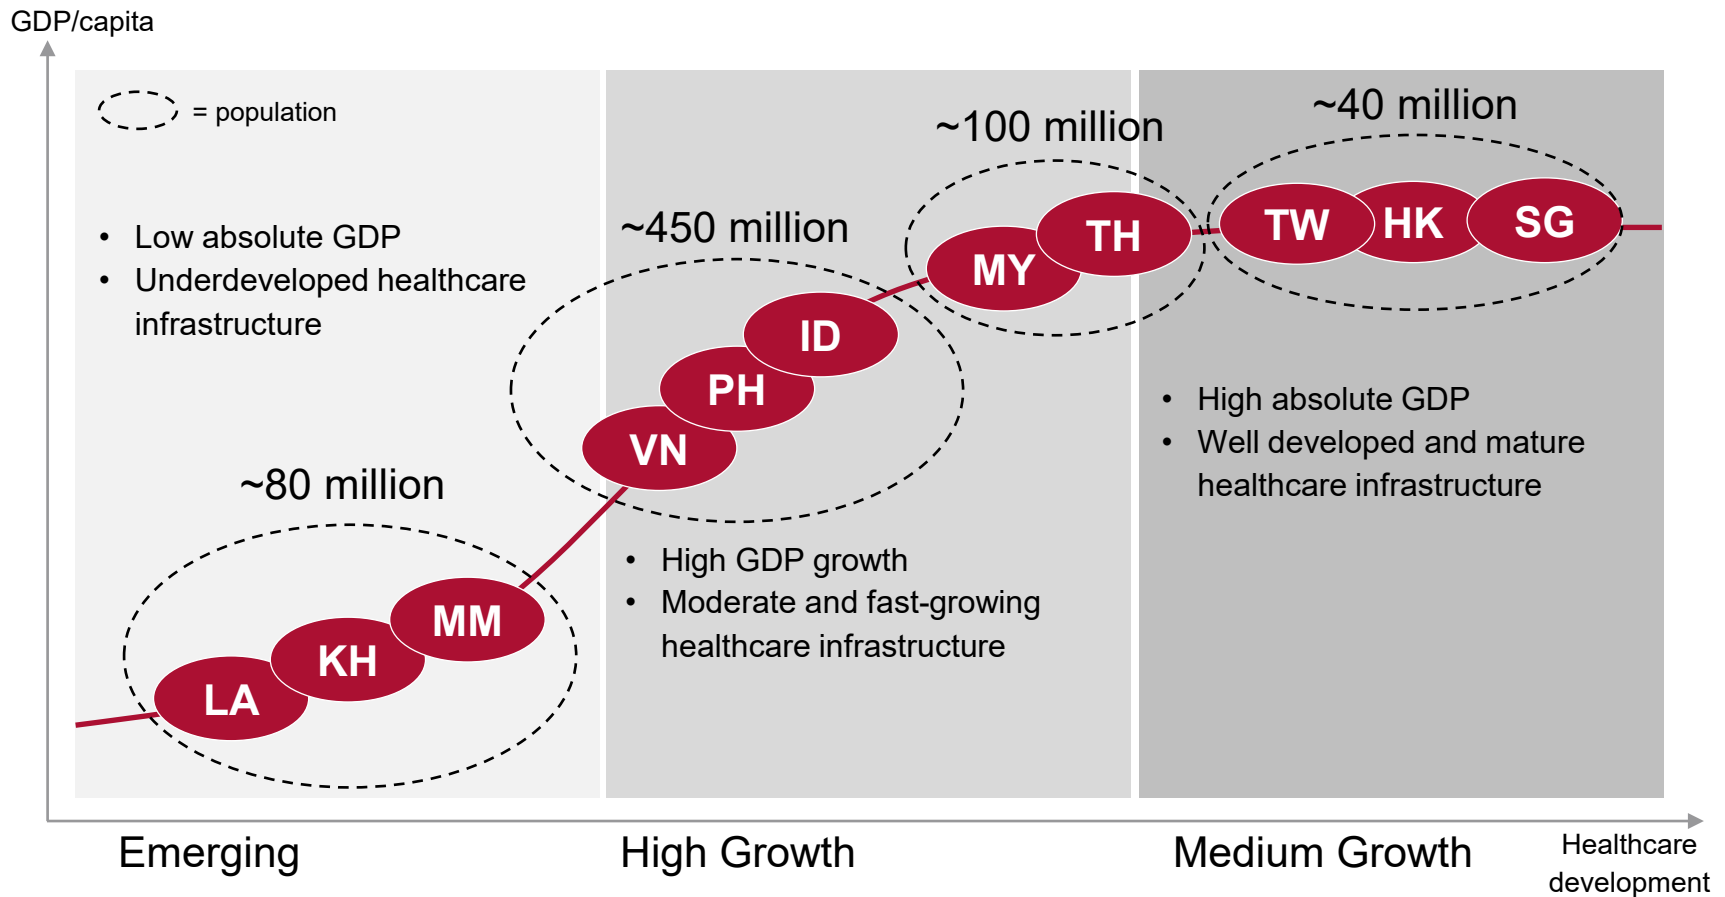 GDP/capita
= population
~40 million
~100 million
TW
HK
SG
TH
MY
~450 million
• Low absolute GDP
• Underdeveloped healthcare
infrastructure
ID
PH
VN
• High absolute GDP
• Well developed and mature
healthcare infrastructure
~80 million
• High GDP growth
• Moderate and fast-growing
healthcare infrastructure
MM
KH
LA
Emerging
High Growth
Medium Growth
Healthcare
development